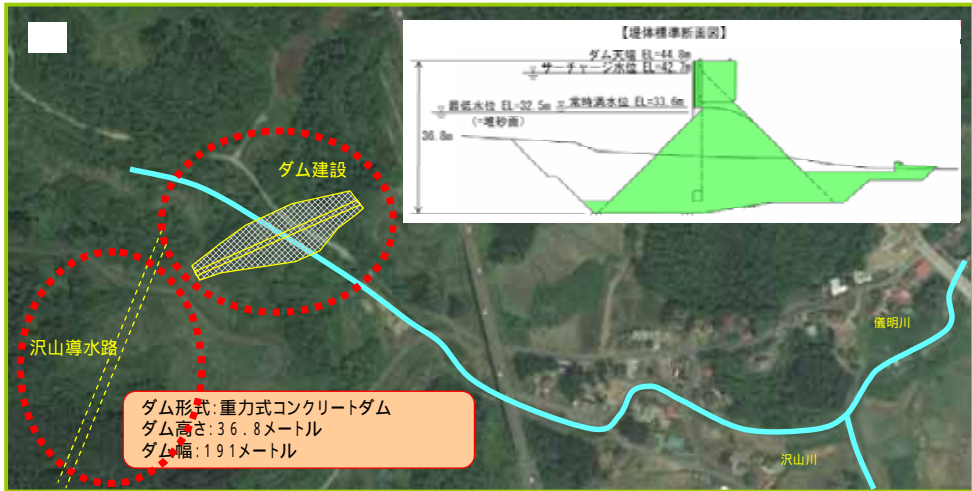 【堤体標準断面図】
ダム天端 EL=44.8m
サーチャージ水位 EL=42.7m
最低水位 EL=32.5m
常時満水位 EL=33.6m
(=堆砂面)
36.8m
ダム建設
沢山導水路
儀明川
沢山川
ダム形式:重力式コンクリートダム
ダム高さ:36.8メートル
ダム幅:191メートル